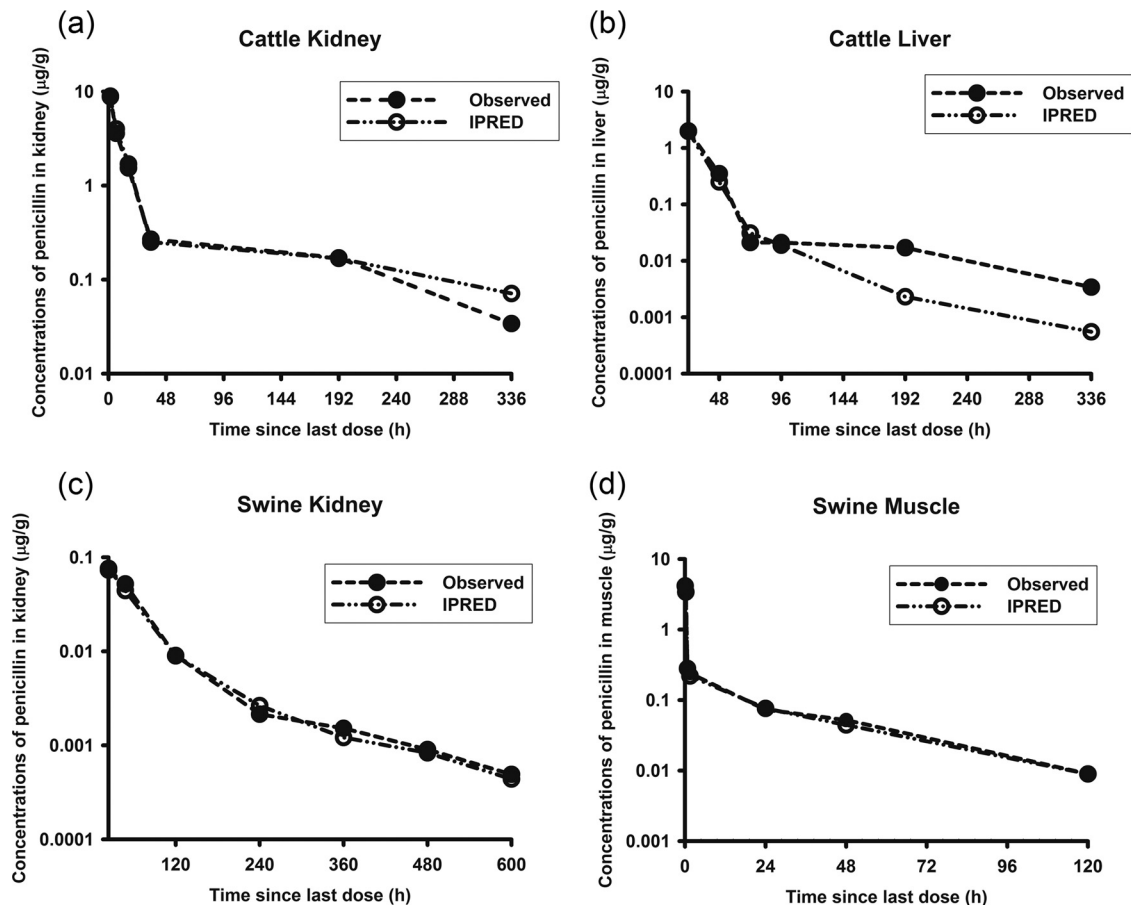 (a)
Cattle Kidney
Concentrations of penicillin in kidney (µg/g)
10
1
0.1
0.01
Observed
IPRED
0 48 96 144 192 240 288 336
Time since last dose (h)
(b)
Cattle Liver
Concentrations of penicillin in liver (µg/g)
10
1
0.1
0.01
0.001
0.0001
Observed
IPRED
48 96 144 192 240 288 336
Time since last dose (h)
(c)
Swine Kidney
Concentrations of penicillin in kidney (µg/g)
0.1
0.01
0.001
0.0001
Observed
IPRED
120 240 360 480 600
Time since last dose (h)
(d)
Swine Muscle
Concentrations of penicillin in muscle (µg/g)
10
1
0.1
0.01
0.001
Observed
IPRED
0 24 48 72 96 120
Time since last dose (h)